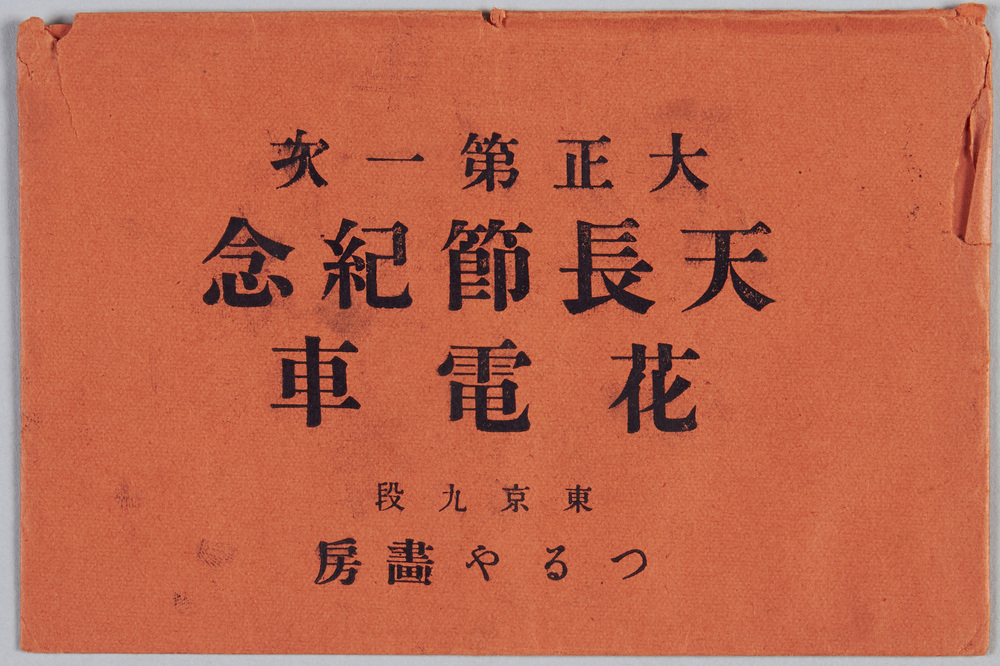 大正第一次
天長節紀念
花電車
東京九段
つるや畫房